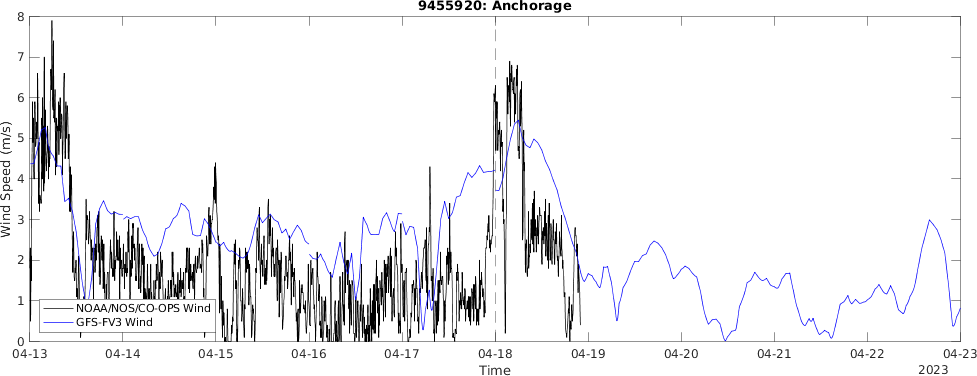 9455920: Anchorage
Wind Speed (m/s)
8
7
6
5
4
3
2
1
0
NOAA/NOS/CO-OPS Wind
GFS-FV3 Wind
04-13 04-14 04-15 04-16 04-17 04-18 04-19 04-20 04-21 04-22 04-23
Time
2023